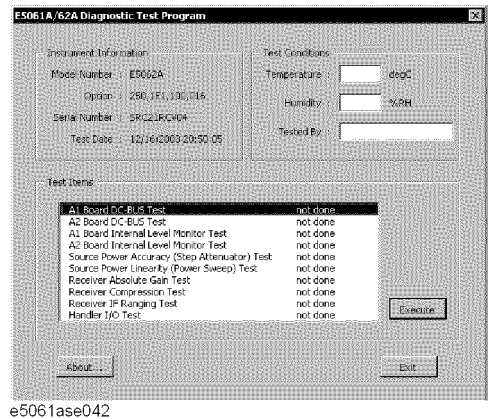 E5061A/62A Diagnostic Test Program
Instrument Information
Model Number : E5062A
Option : 250,1E1,100,016
Serial Number :
Test Date : 12/16/2003 20:50:05
Test Conditions
Temperature : degC
Humidity : %RH
Tested By :
Test Items
A1 Board DC-BUS Test not done
A2 Board DC-BUS Test not done
A1 Board Internal Level Monitor Test not done
A2 Board Internal Level Monitor Test not done
Source Power Accuracy (Step Attenuator) Test not done
Source Power Linearity (Power Sweep) Test not done
Receiver Absolute Gain Test not done
Receiver Compression Test not done
Receiver IF Ranging Test not done
Handler I/O Test not done
Execute
About...
Exit
e5061ase042